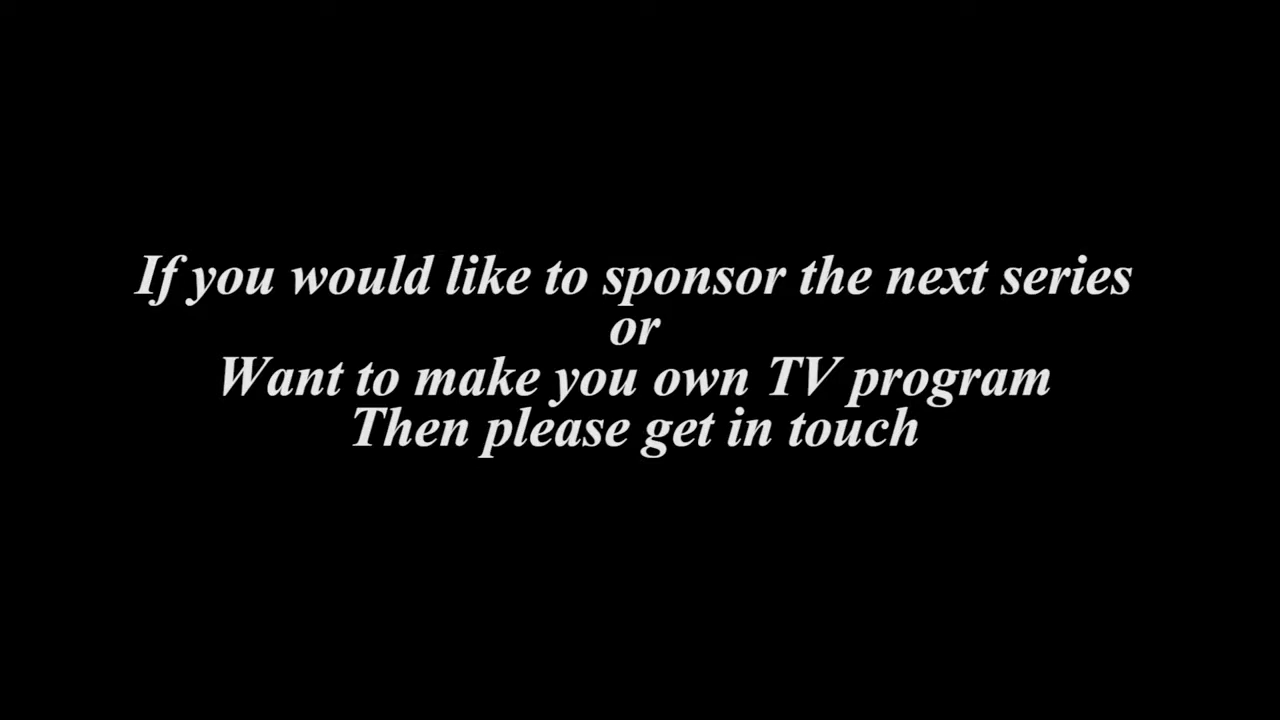 If you would like to sponsor the next series
or
Want to make you own TV program
Then please get in touch